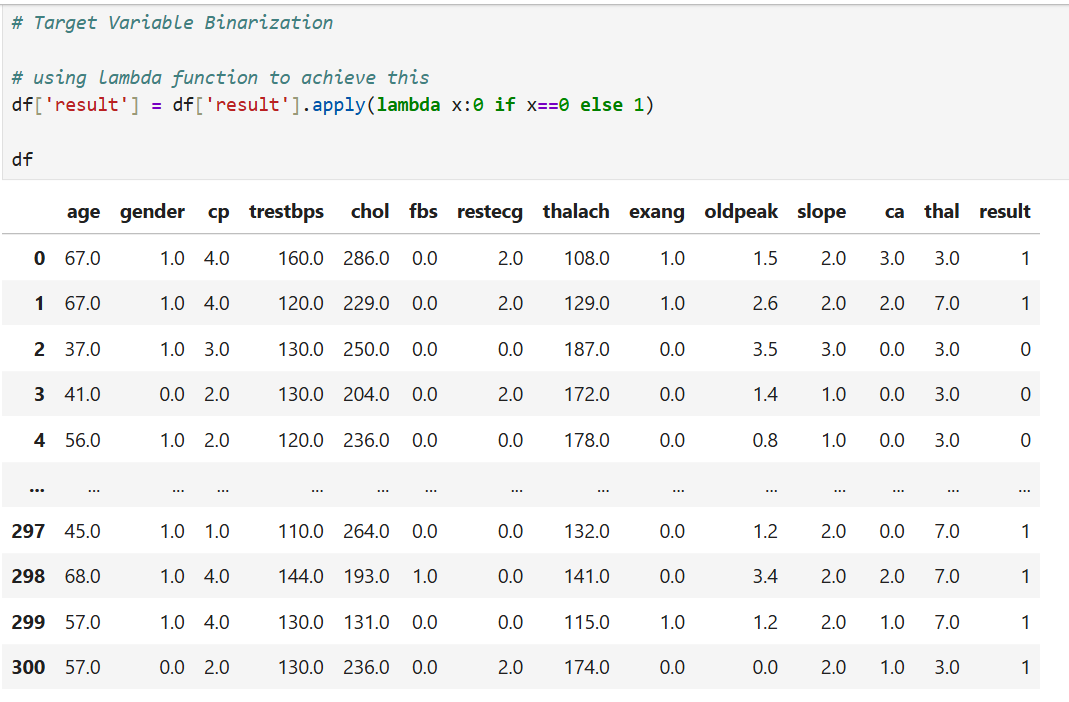 # Target Variable Binarization
# using lambda function to achieve this
df['result'] = df['result'].apply(lambda x:0 if x==0 else 1)
df
age gender cp trestbps chol fbs restecg thalach exang oldpeak slope ca thal result
0 67.0 1.0 4.0 160.0 286.0 0.0 2.0 108.0 1.0 1.5 2.0 3.0 3.0 1
1 67.0 1.0 4.0 120.0 229.0 0.0 2.0 129.0 1.0 2.6 2.0 2.0 7.0 1
2 37.0 1.0 3.0 130.0 250.0 0.0 0.0 187.0 0.0 3.5 3.0 0.0 3.0 0
3 41.0 0.0 2.0 130.0 204.0 0.0 2.0 172.0 0.0 1.4 1.0 0.0 3.0 0
4 56.0 1.0 2.0 120.0 236.0 0.0 0.0 178.0 0.0 0.8 1.0 0.0 3.0 0
... ... ... ... ... ... ... ... ... ... ... ... ... ... ...
297 45.0 1.0 1.0 110.0 264.0 0.0 0.0 132.0 0.0 1.2 2.0 0.0 7.0 1
298 68.0 1.0 4.0 144.0 193.0 1.0 0.0 141.0 0.0 3.4 2.0 2.0 7.0 1
299 57.0 1.0 4.0 130.0 131.0 0.0 0.0 115.0 1.0 1.2 2.0 1.0 7.0 1
300 57.0 0.0 2.0 130.0 236.0 0.0 2.0 174.0 0.0 0.0 2.0 1.0 3.0 1